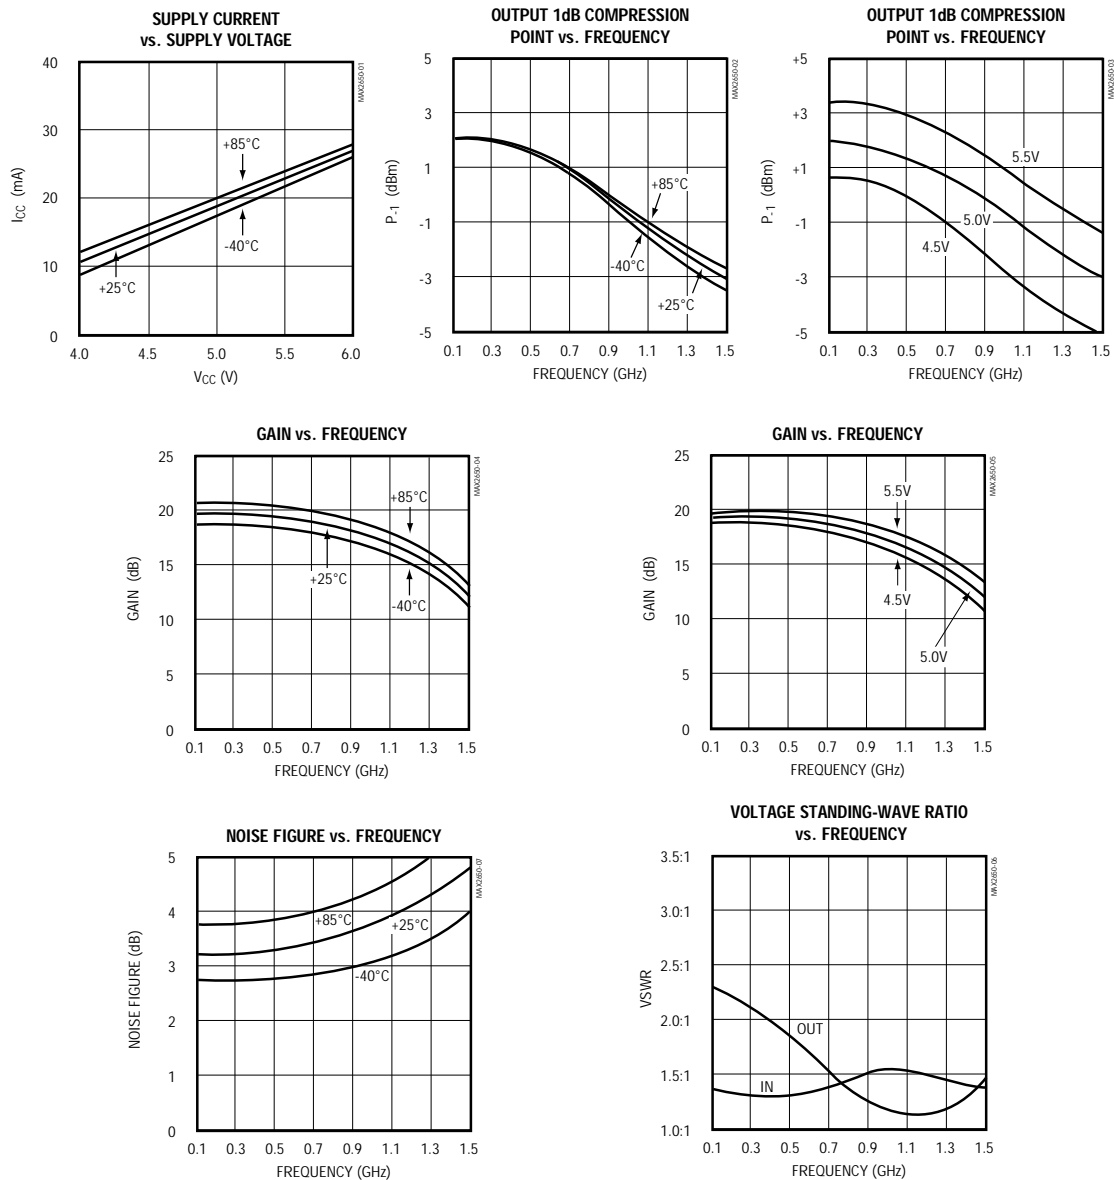 SUPPLY CURRENT
vs. SUPPLY VOLTAGE
MAX2650-01
40
30
20
10
0
ICC (mA)
+85°C
-40°C
+25°C
4.0 4.5 5.0 5.5 6.0
VCC (V)
OUTPUT 1dB COMPRESSION
POINT vs. FREQUENCY
MAX2650-02
5
3
1
-1
-3
-5
P-1 (dBm)
+85°C
-40°C
+25°C
0.1 0.3 0.5 0.7 0.9 1.1 1.3 1.5
FREQUENCY (GHz)
OUTPUT 1dB COMPRESSION
POINT vs. FREQUENCY
MAX2650-03
+5
+3
+1
-1
-3
-5
P-1 (dBm)
5.5V
5.0V
4.5V
0.1 0.3 0.5 0.7 0.9 1.1 1.3 1.5
FREQUENCY (GHz)
GAIN vs. FREQUENCY
MAX2650-04
25
20
15
10
5
0
GAIN (dB)
+85°C
+25°C
-40°C
0.1 0.3 0.5 0.7 0.9 1.1 1.3 1.5
FREQUENCY (GHz)
GAIN vs. FREQUENCY
MAX2650-05
25
20
15
10
5
0
GAIN (dB)
5.5V
4.5V
5.0V
0.1 0.3 0.5 0.7 0.9 1.1 1.3 1.5
FREQUENCY (GHz)
NOISE FIGURE vs. FREQUENCY
MAX2650-07
5
4
3
2
1
0
NOISE FIGURE (dB)
+85°C
+25°C
-40°C
0.1 0.3 0.5 0.7 0.9 1.1 1.3 1.5
FREQUENCY (GHz)
VOLTAGE STANDING-WAVE RATIO
vs. FREQUENCY
MAX2650-06
3.5:1
3.0:1
2.5:1
2.0:1
1.5:1
1.0:1
VSWR
OUT
IN
0.1 0.3 0.5 0.7 0.9 1.1 1.3 1.5
FREQUENCY (GHz)